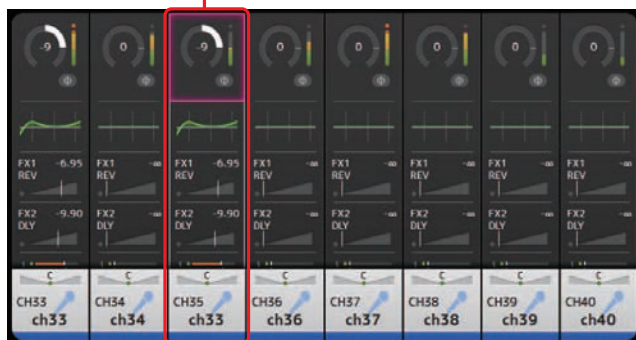 -9 0 -9 0 0 0 0 0
FX1 -6.95 FX1 -∞ FX1 -6.95 FX1 -∞ FX1 -∞ FX1 -∞ FX1 -∞ FX1 -∞
REV REV REV REV REV REV REV REV
FX2 -9.90 FX2 -∞ FX2 -9.90 FX2 -∞ FX2 -∞ FX2 -∞ FX2 -∞ FX2 -∞
DLY DLY DLY DLY DLY DLY DLY DLY
C C C C C C C C
CH33 CH34 CH35 CH36 CH37 CH38 CH39 CH40
ch33 ch34 ch33 ch36 ch37 ch38 ch39 ch40